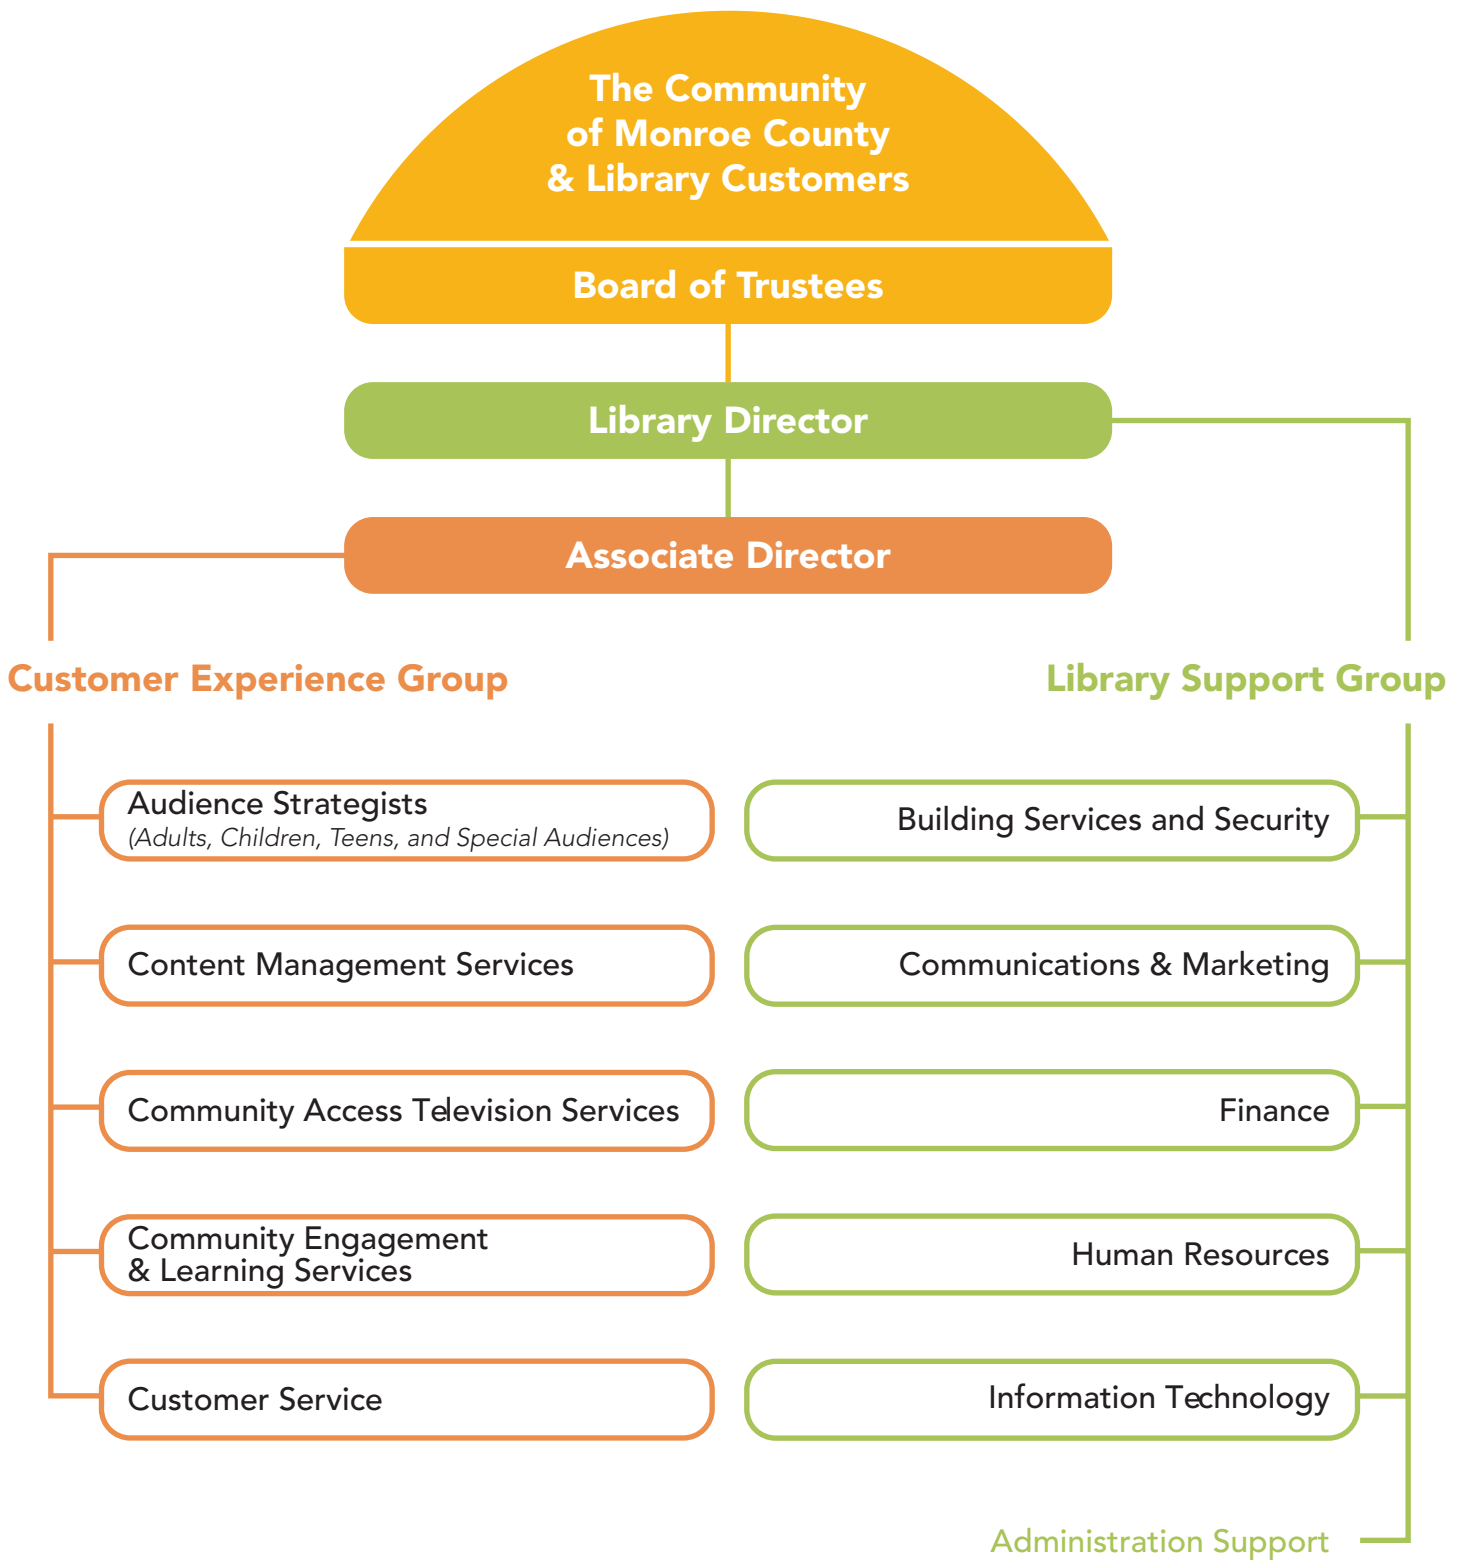 The Community
of Monroe County
& Library Customers
Board of Trustees
Library Director
Associate Director
Customer Experience Group
Audience Strategists
(Adults, Children, Teens, and Special Audiences)
Content Management Services
Community Access Television Services
Community Engagement
& Learning Services
Customer Service
Library Support Group
Building Services and Security
Communications & Marketing
Finance
Human Resources
Information Technology
Administration Support